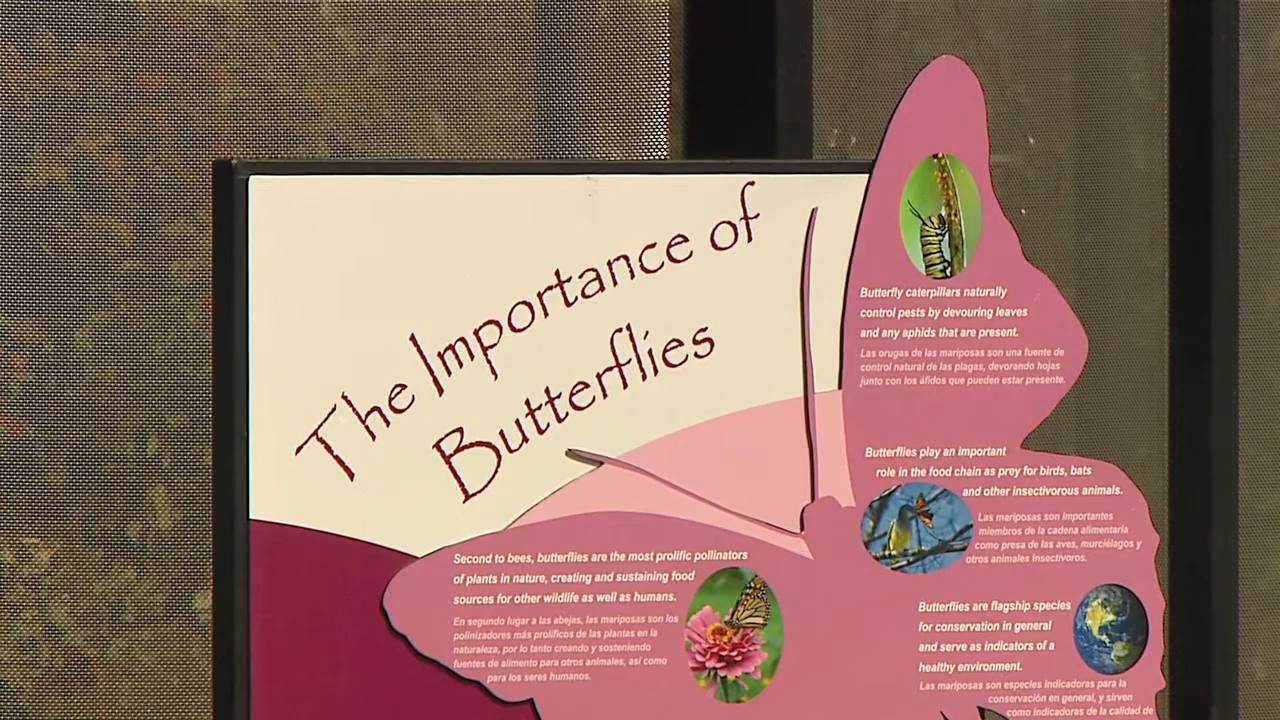 The Importance of
Butterflies
Butterfly caterpillars naturally
control pests by devouring leaves
and any aphids that are present.
Las orugas de las mariposas son una fuente de
control natural de las plagas, devorando hojas
junto con los áfidos que pueden estar presente.
Butterflies play an important
role in the food chain as prey for birds, bats
and other insectivorous animals.
Las mariposas son importantes
miembros de la cadena alimentaria
como presa de las aves, murciélagos y
otros animales insectivoros.
Second to bees, butterflies are the most prolific pollinators
of plants in nature, creating and sustaining food
sources for other wildlife as well as humans.
En segundo lugar a las abejas, las mariposas son los
polinizadores más prolíficos de las plantas en la
naturaleza, por lo tanto creando y sosteniendo
fuentes de alimento para otros animales, así como
para los seres humanos.
Butterflies are flagship species
for conservation in general
and serve as indicators of a
healthy environment.
Las mariposas son especies indicadoras para la
conservación en general, y sirven
como indicadoras de la calidad de